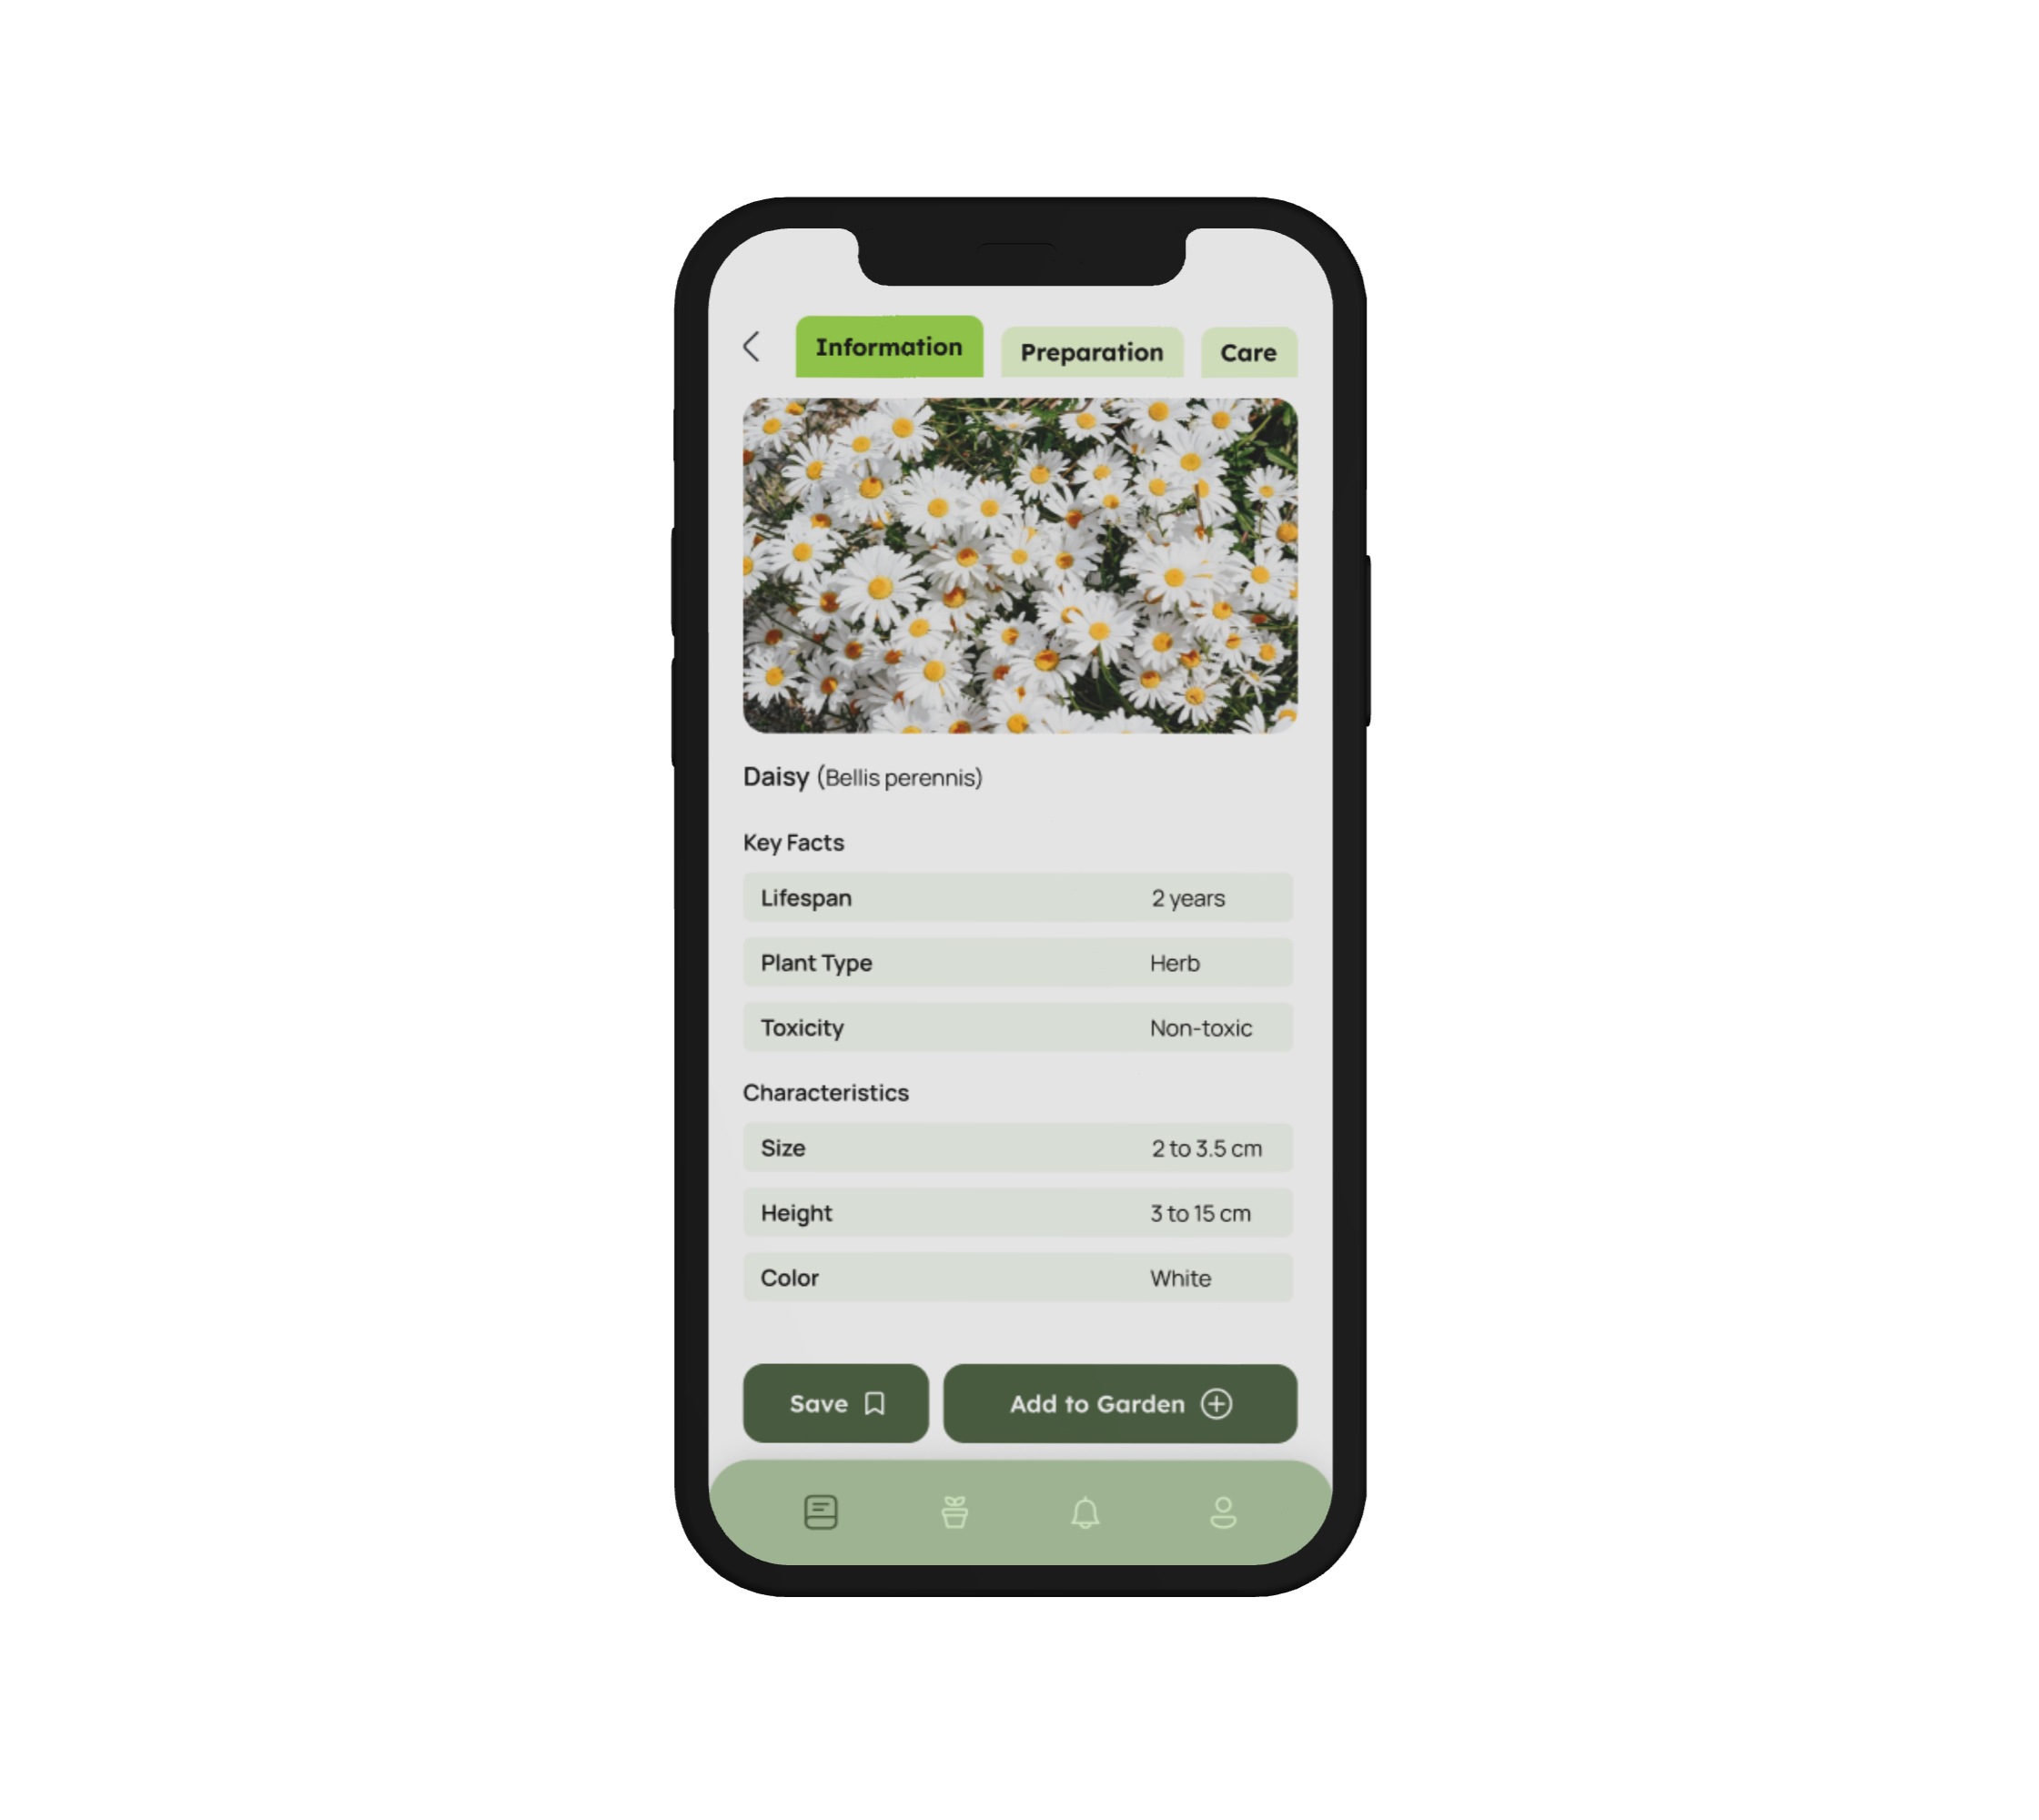 Information Preparation Care
Daisy (Bellis perennis)
Key Facts
Lifespan 2 years
Plant Type Herb
Toxicity Non-toxic
Characteristics
Size 2 to 3.5 cm
Height 3 to 15 cm
Color White
Save Add to Garden